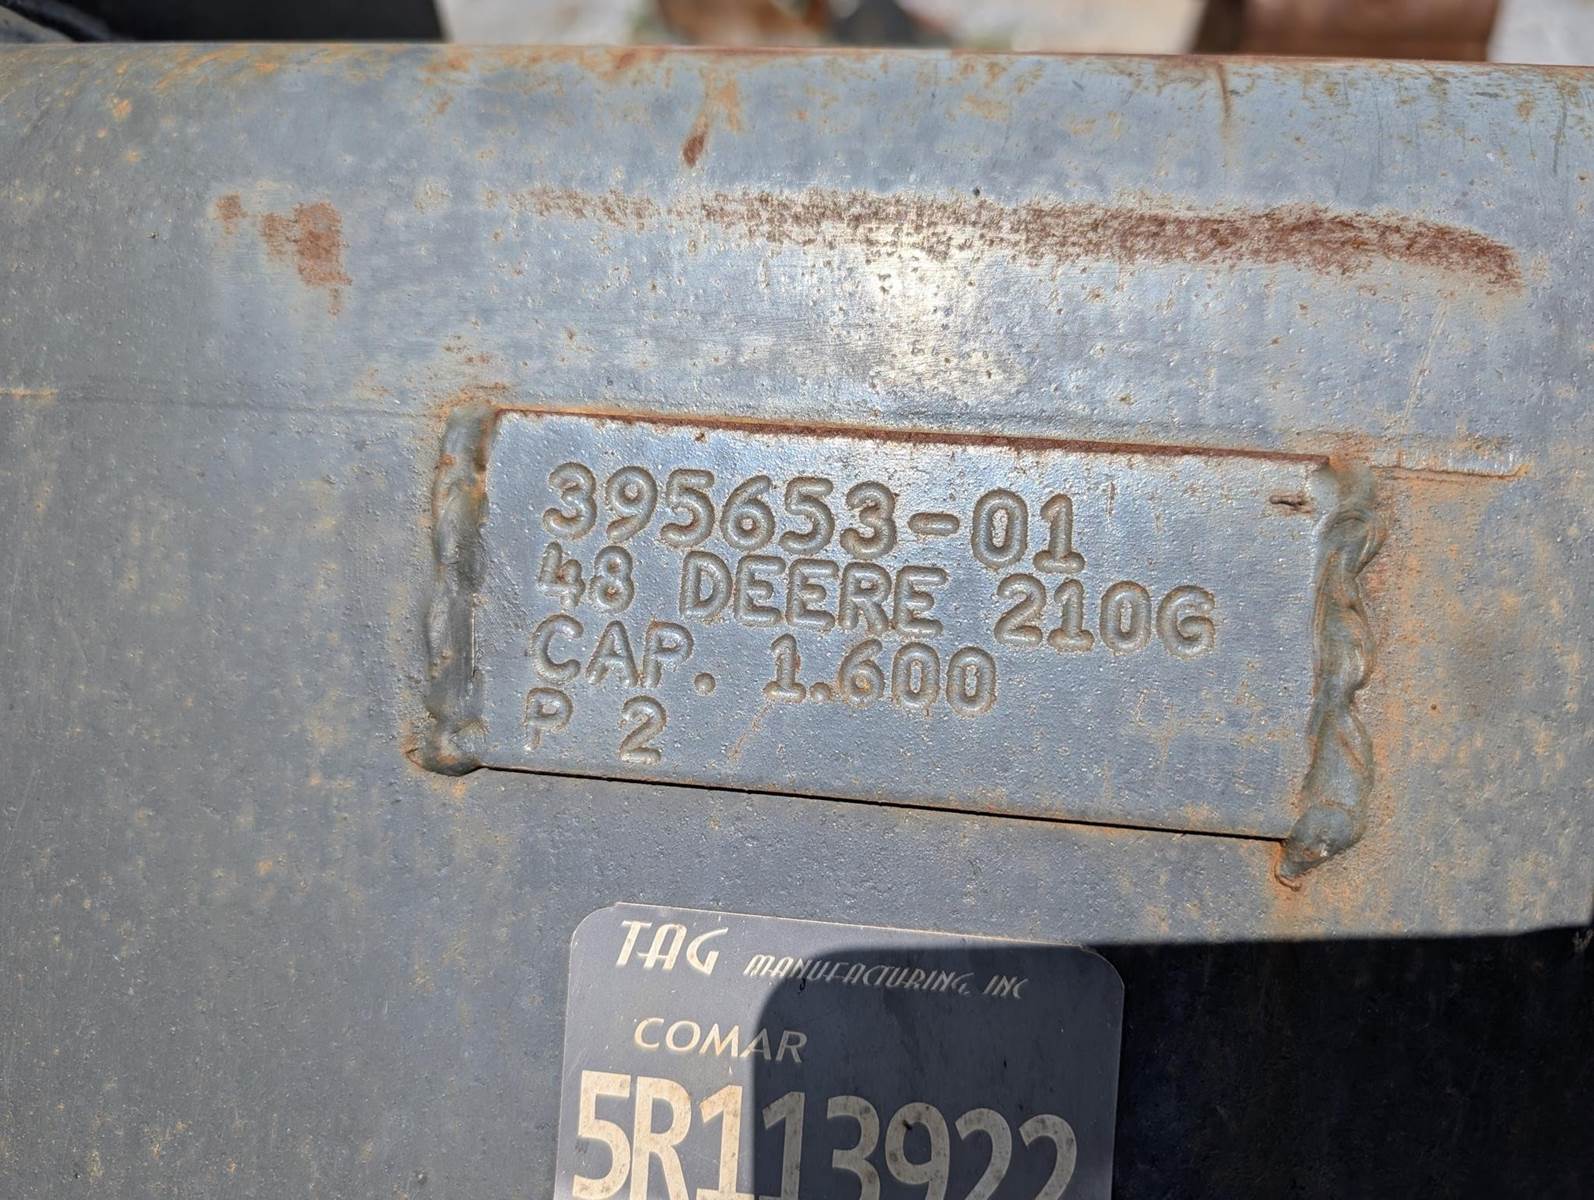 395653-01
48 DEERE 210G
CAP. 1.600
P 2
TAG MANUFACTURING, INC
COMAR
5R113922